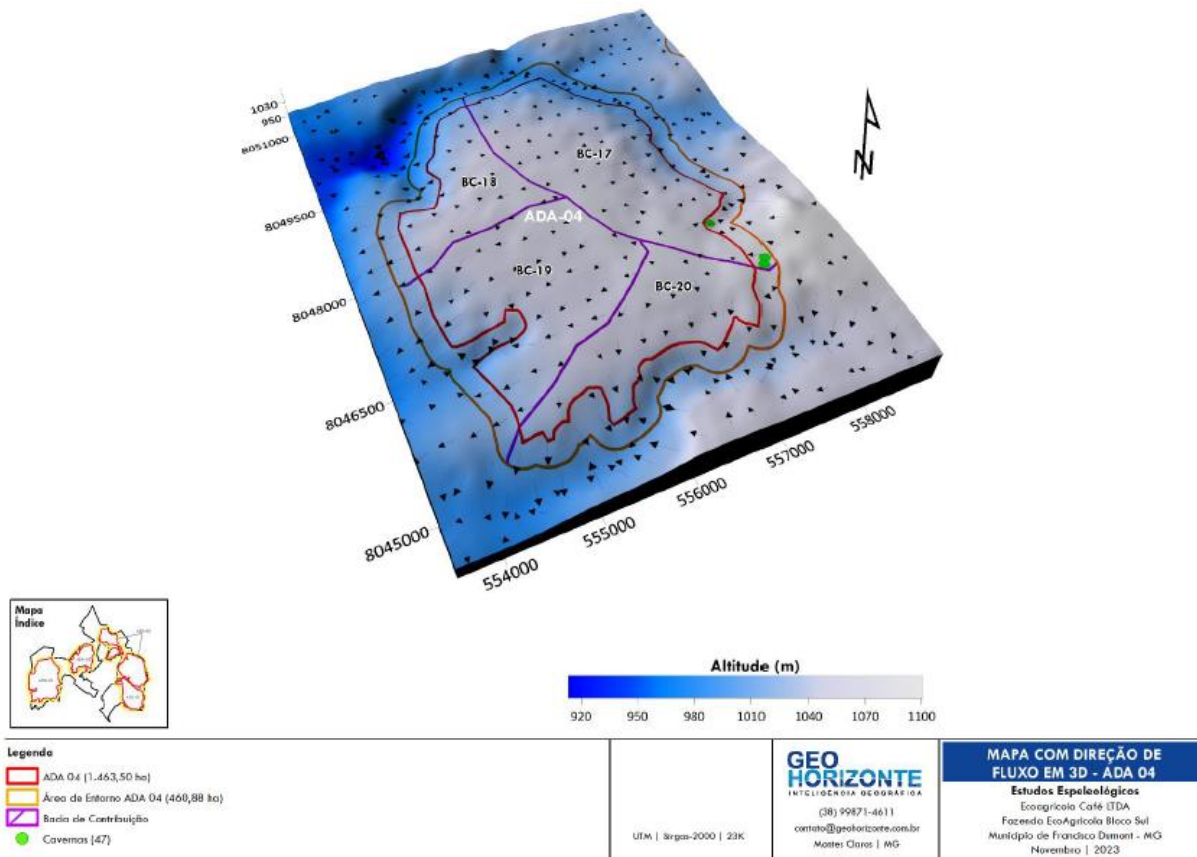 1030
950
8051000
8049500
8048000
8046500
8045000
554000
555000
556000
557000
558000
BC-17
BC-18
ADA-04
BC-19
BC-20
N
Mapa
Índice
Altitude (m)
920 950 980 1010 1040 1070 1100
Legenda
ADA 04 (1.463,50 ha)
Área de Entorno ADA 04 (460,88 ha)
Bacia de Contribuição
Cavernas (47)
UTM | Sirgas-2000 | 23K
GEO
HORIZONTE
INTELIGÊNCIA GEOGRÁFICA
(38) 99871-4611
contato@geohorizonte.com.br
Montes Claros | MG
MAPA COM DIREÇÃO DE
FLUXO EM 3D - ADA 04
Estudos Espeleológicos
Ecoagrícola Café LTDA
Fazenda EcoAgrícola Bloco Sul
Município de Francisco Dumont - MG
Novembro | 2023